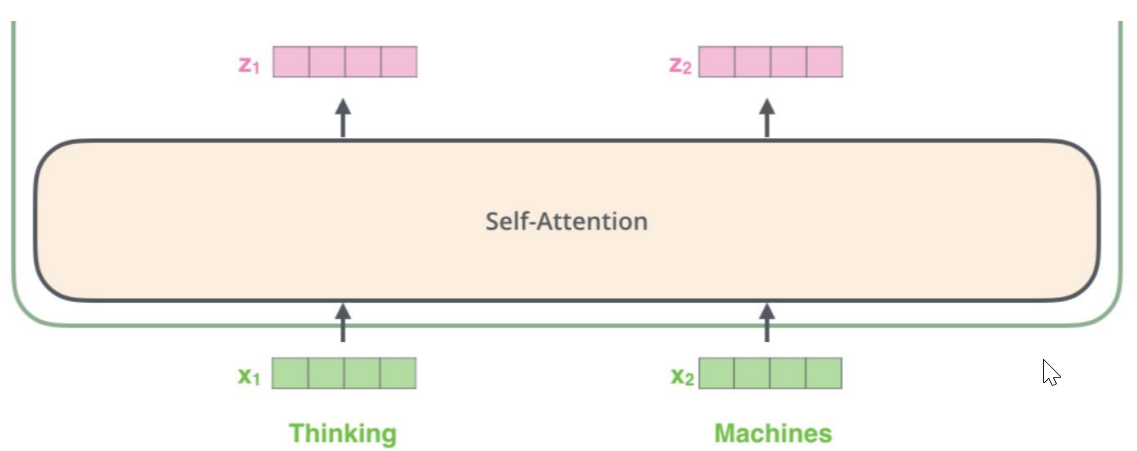 z₁ z₂
Self-Attention
x₁ x₂
Thinking Machines